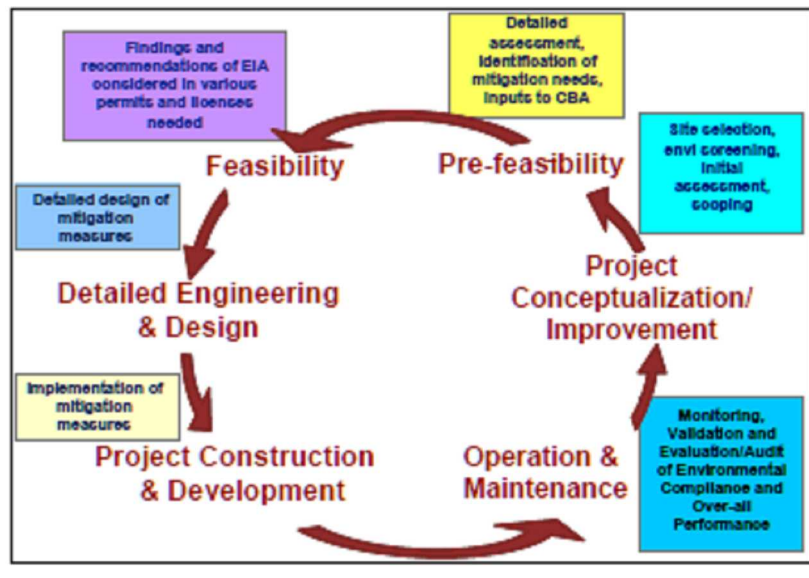 Findings and
recommendations of EIA
considered in various
permits and licenses
needed
Detailed
assessment,
identification of
mitigation needs,
inputs to CBA
Site selection,
envi screening,
initial
assessment,
scoping
Feasibility
Pre-feasibility
Detailed design of
mitigation
measures
Detailed Engineering
& Design
Project
Conceptualization/
Improvement
Implementation of
mitigation
measures
Project Construction
& Development
Operation &
Maintenance
Monitoring,
Validation and
Evaluation/Audit
of Environmental
Compliance and
Over-all
Performance